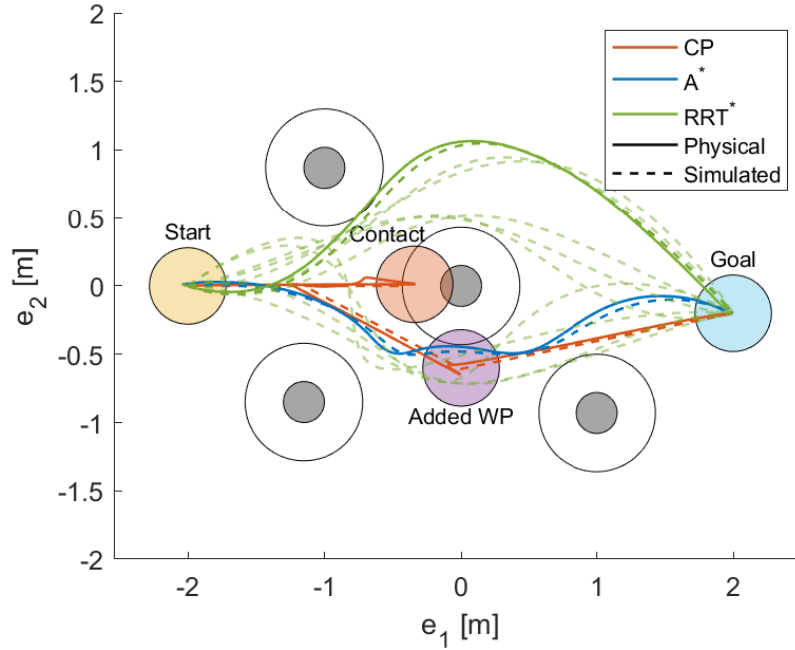 2
1.5
1
0.5
0
-0.5
-1
-1.5
-2
e2 [m]
-2
-1
0
1
2
e1 [m]
CP
A*
RRT*
Physical
Simulated
Start
Contact
Goal
Added WP